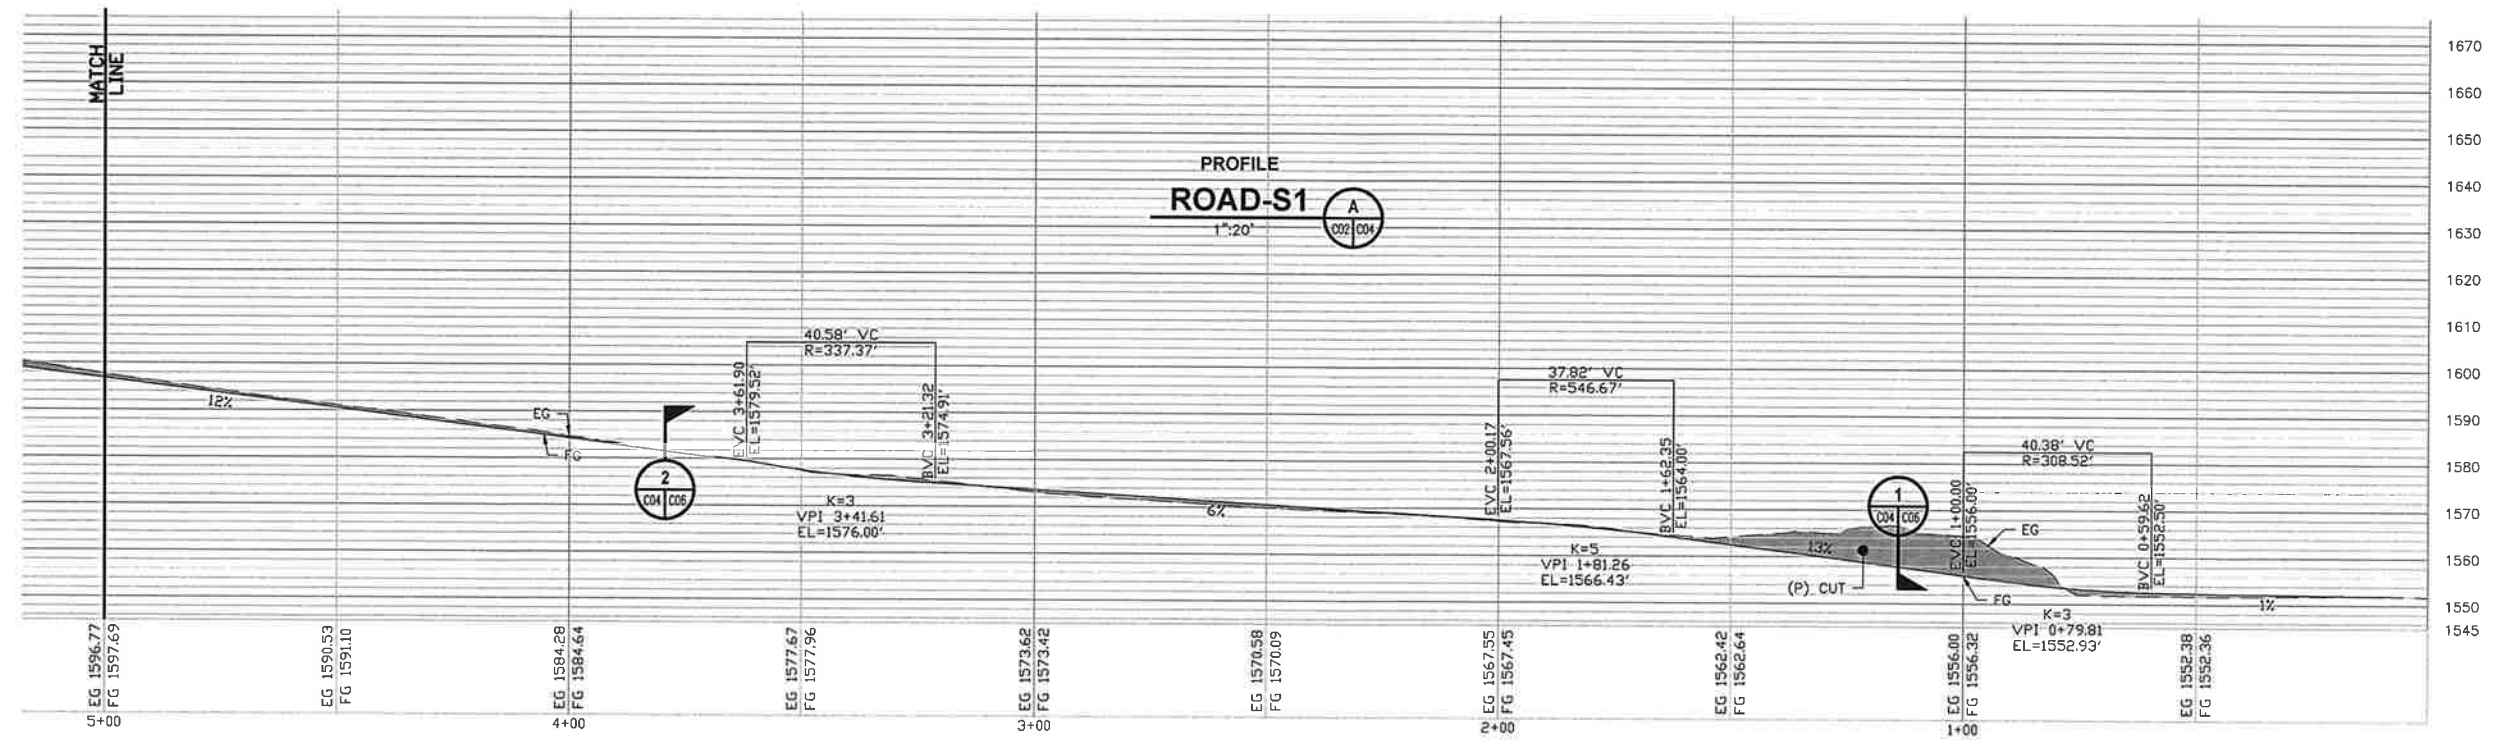 MATCH
LINE
PROFILE
ROAD-S1
1":20'
A
C02 C04
1670
1660
1650
1640
1630
1620
1610
1600
1590
1580
1570
1560
1550
1545
12%
EG
FG
2
C04 C06
40.58' VC
R=337.37'
EVC 3+61.90
EL=1579.52'
BVC 3+21.32
EL=1574.91'
K=3
VPI 3+41.61
EL=1576.00'
6%
37.82' VC
R=546.67'
EVC 2+00.17
EL=1567.56'
BVC 1+62.35
EL=1564.00'
K=5
VPI 1+81.26
EL=1566.43'
13%
(P) CUT
1
C04 C06
40.38' VC
R=308.52'
EVC 1+00.00
EL=1556.00'
BVC 0+59.62
EL=1552.50'
EG
FG
K=3
VPI 0+79.81
EL=1552.93'
1%
EG 1596.77
FG 1597.69
EG 1590.53
FG 1591.10
EG 1584.28
FG 1584.64
EG 1577.67
FG 1577.96
EG 1573.62
FG 1573.42
EG 1570.58
FG 1570.09
EG 1567.55
FG 1567.45
EG 1562.42
FG 1562.64
EG 1556.00
FG 1556.32
EG 1552.38
FG 1552.36
5+00
4+00
3+00
2+00
1+00